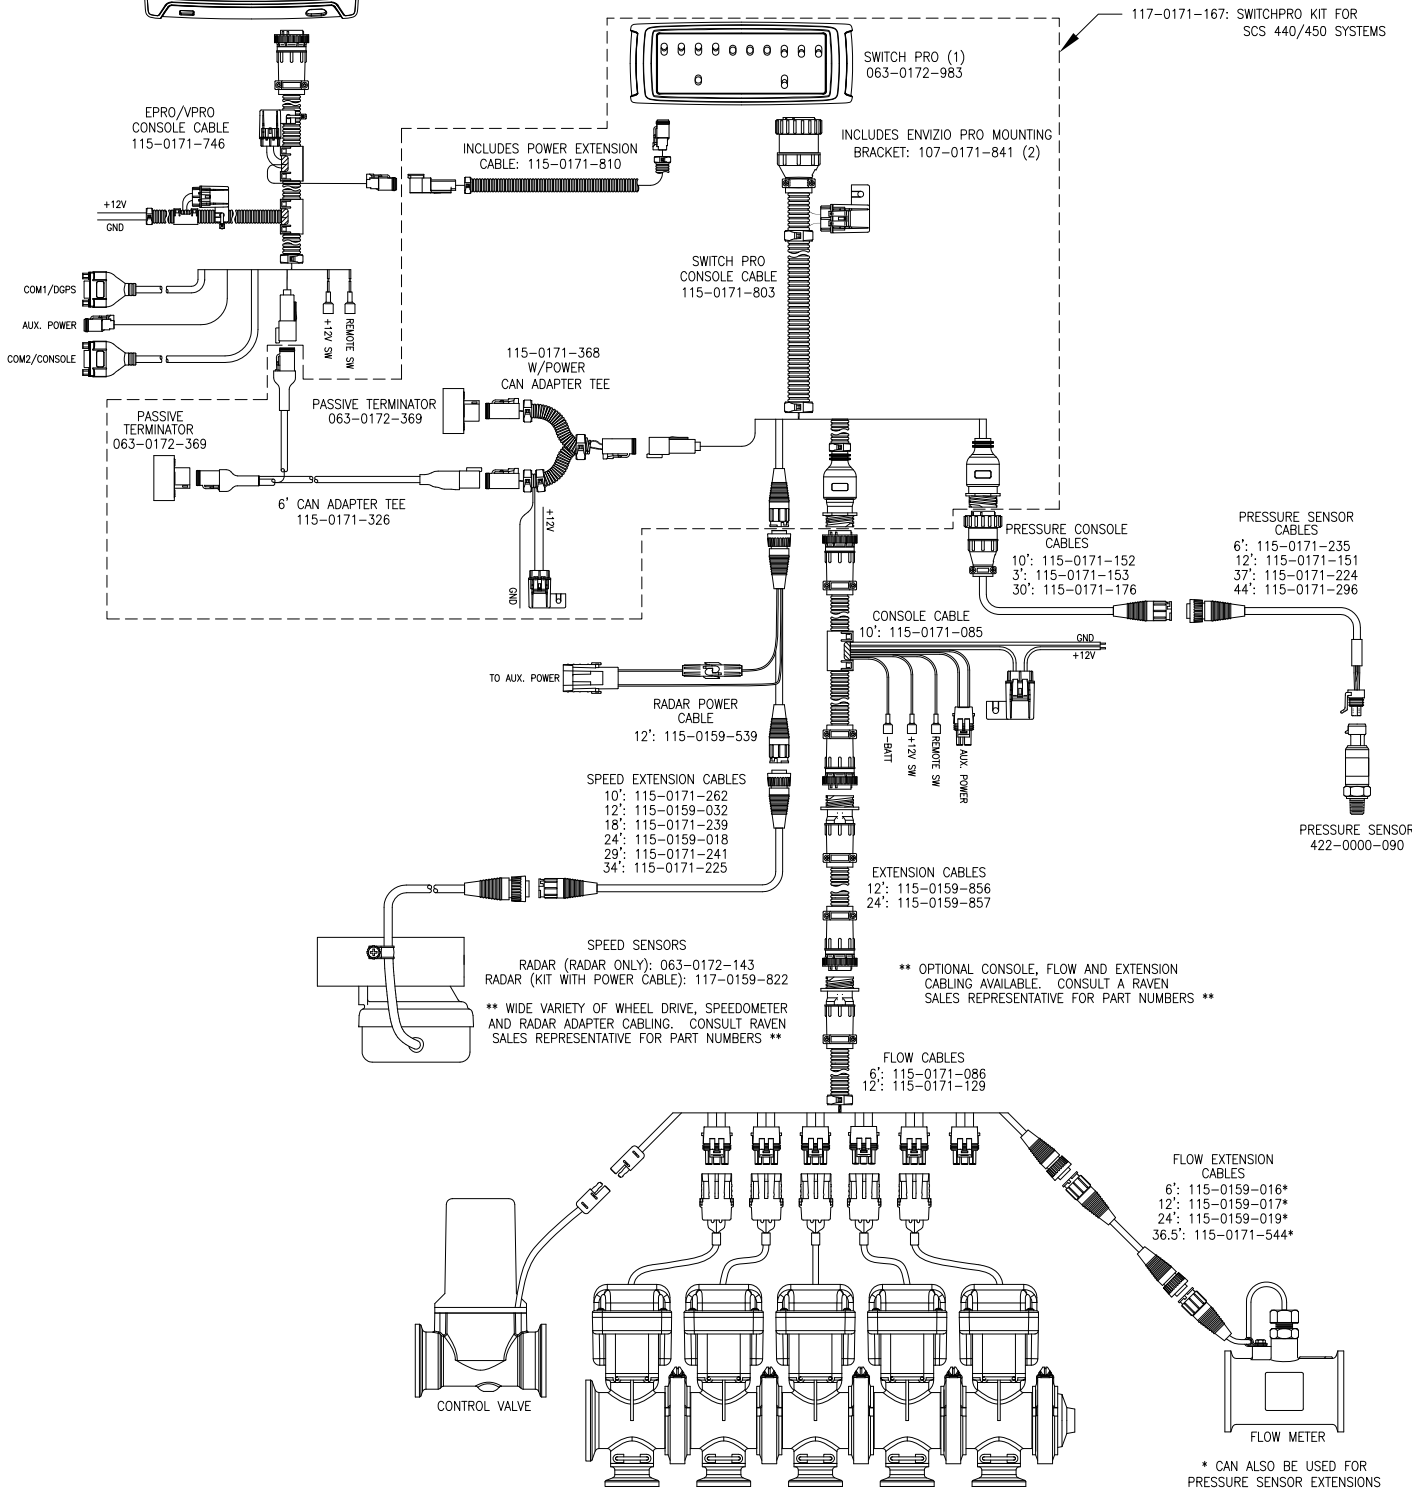 117-0171-167: SWITCHPRO KIT FOR
SCS 440/450 SYSTEMS
SWITCH PRO (1)
063-0172-983
EPRO/VPRO
CONSOLE CABLE
115-0171-746
INCLUDES POWER EXTENSION
CABLE: 115-0171-810
INCLUDES ENVIZIO PRO MOUNTING
BRACKET: 107-0171-841 (2)
+12V
GND
SWITCH PRO
CONSOLE CABLE
115-0171-803
COM1/DGPS
AUX. POWER
COM2/CONSOLE
+12V SW
REMOTE SW
115-0171-368
W/POWER
CAN ADAPTER TEE
PASSIVE TERMINATOR
063-0172-369
PASSIVE
TERMINATOR
063-0172-369
6' CAN ADAPTER TEE
115-0171-326
+12V
GND
PRESSURE CONSOLE
CABLES
10': 115-0171-152
3': 115-0171-153
30': 115-0171-176
PRESSURE SENSOR
CABLES
6': 115-0171-235
12': 115-0171-151
37': 115-0171-224
44': 115-0171-296
CONSOLE CABLE
10': 115-0171-085
GND
+12V
TO AUX. POWER
RADAR POWER
CABLE
12': 115-0159-539
-BATT
+12V SW
REMOTE SW
AUX. POWER
SPEED EXTENSION CABLES
10': 115-0171-262
12': 115-0159-032
18': 115-0171-239
24': 115-0159-018
29': 115-0171-241
34': 115-0171-225
PRESSURE SENSOR
422-0000-090
EXTENSION CABLES
12': 115-0159-856
24': 115-0159-857
SPEED SENSORS
RADAR (RADAR ONLY): 063-0172-143
RADAR (KIT WITH POWER CABLE): 117-0159-822
** WIDE VARIETY OF WHEEL DRIVE, SPEEDOMETER
AND RADAR ADAPTER CABLING. CONSULT RAVEN
SALES REPRESENTATIVE FOR PART NUMBERS **
** OPTIONAL CONSOLE, FLOW AND EXTENSION
CABLING AVAILABLE. CONSULT A RAVEN
SALES REPRESENTATIVE FOR PART NUMBERS **
FLOW CABLES
6': 115-0171-086
12': 115-0171-129
FLOW EXTENSION
CABLES
6': 115-0159-016*
12': 115-0159-017*
24': 115-0159-019*
36.5': 115-0171-544*
CONTROL VALVE
FLOW METER
* CAN ALSO BE USED FOR
PRESSURE SENSOR EXTENSIONS